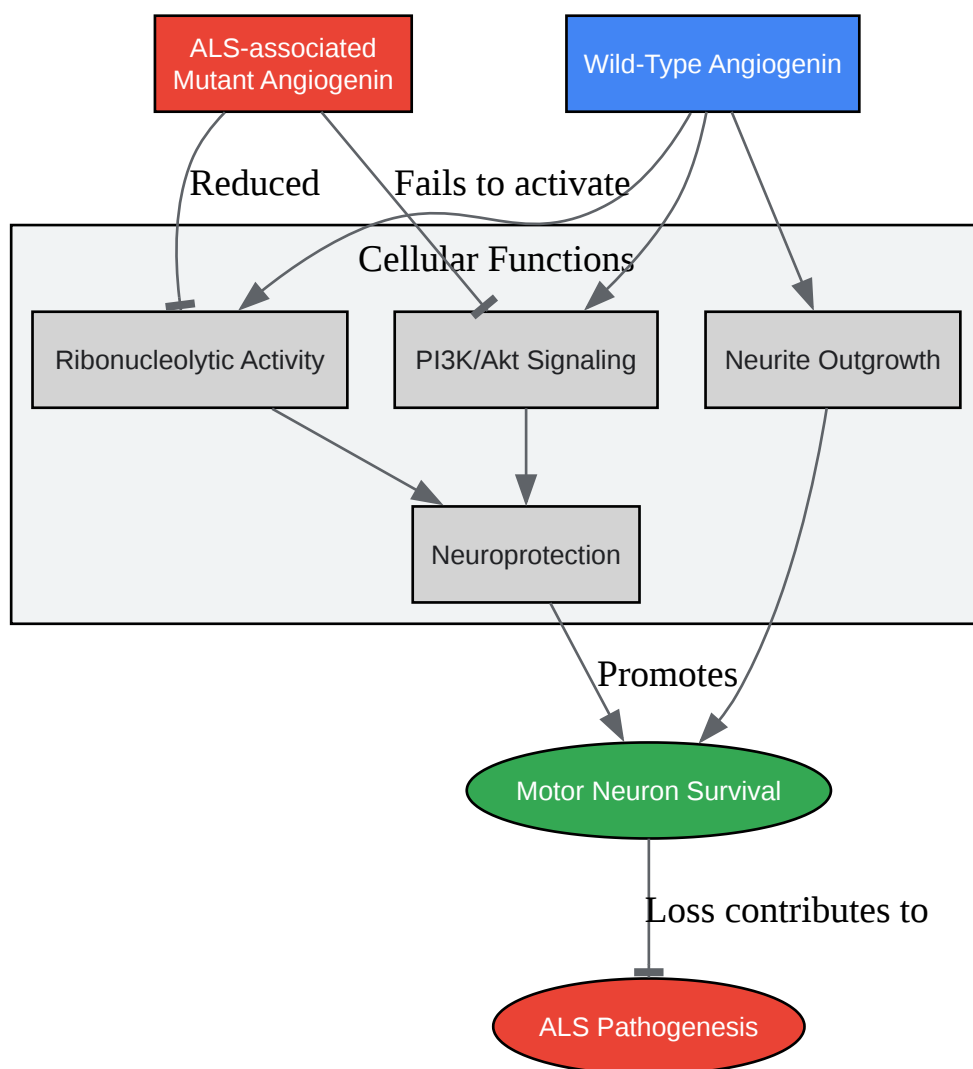 ALS-associated
Mutant Angiogenin
Wild-Type Angiogenin
Reduced
Fails to activate
Cellular Functions
Ribonucleolytic Activity
PI3K/Akt Signaling
Neurite Outgrowth
Neuroprotection
Promotes
Motor Neuron Survival
Loss contributes to
ALS Pathogenesis